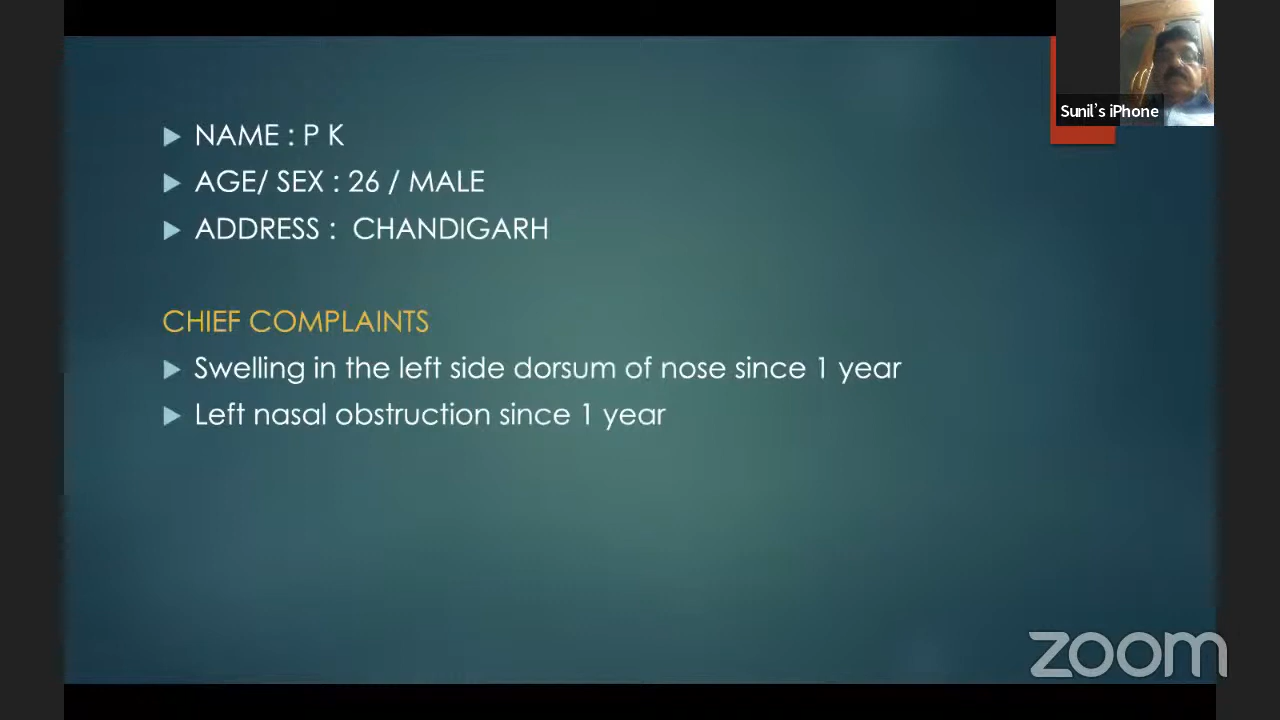 NAME : P K
AGE/ SEX : 26 / MALE
ADDRESS : CHANDIGARH
CHIEF COMPLAINTS
Swelling in the left side dorsum of nose since 1 year
Left nasal obstruction since 1 year
Sunil's iPhone
zoom